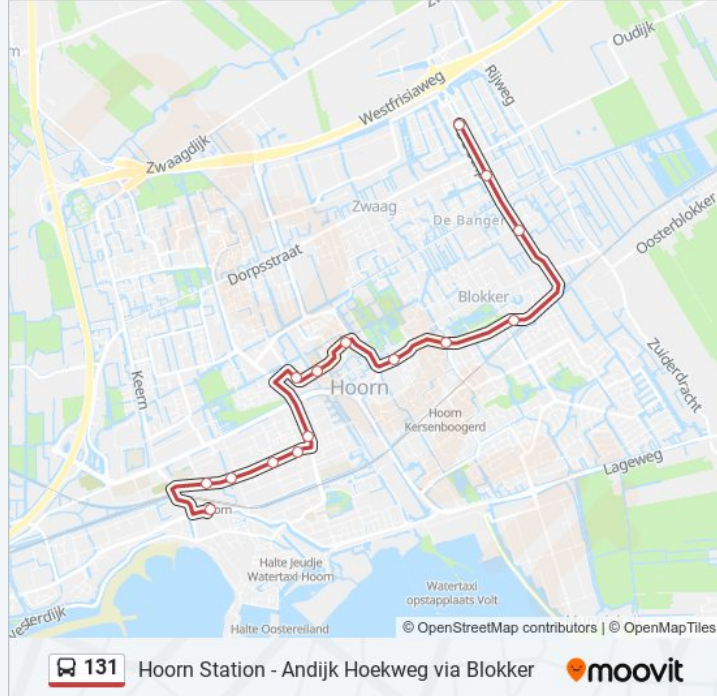 Oudijk
Rijweg
Westfrisiaweg
Zwaagdijk
Zwaag
De Bangert
Oosterblokker
Dorpsstraat
Blokker
Keern
Hoorn
Zuiderdracht
Hoorn
Kersenboogerd
Lageweg
Halte Jeudje
Watertaxi Hoorn
Watertaxi
opstapplaats Volt
Halte Oostereiland
© OpenStreetMap contributors | © OpenMapTiles
131 Hoorn Station - Andijk Hoekweg via Blokker moovit